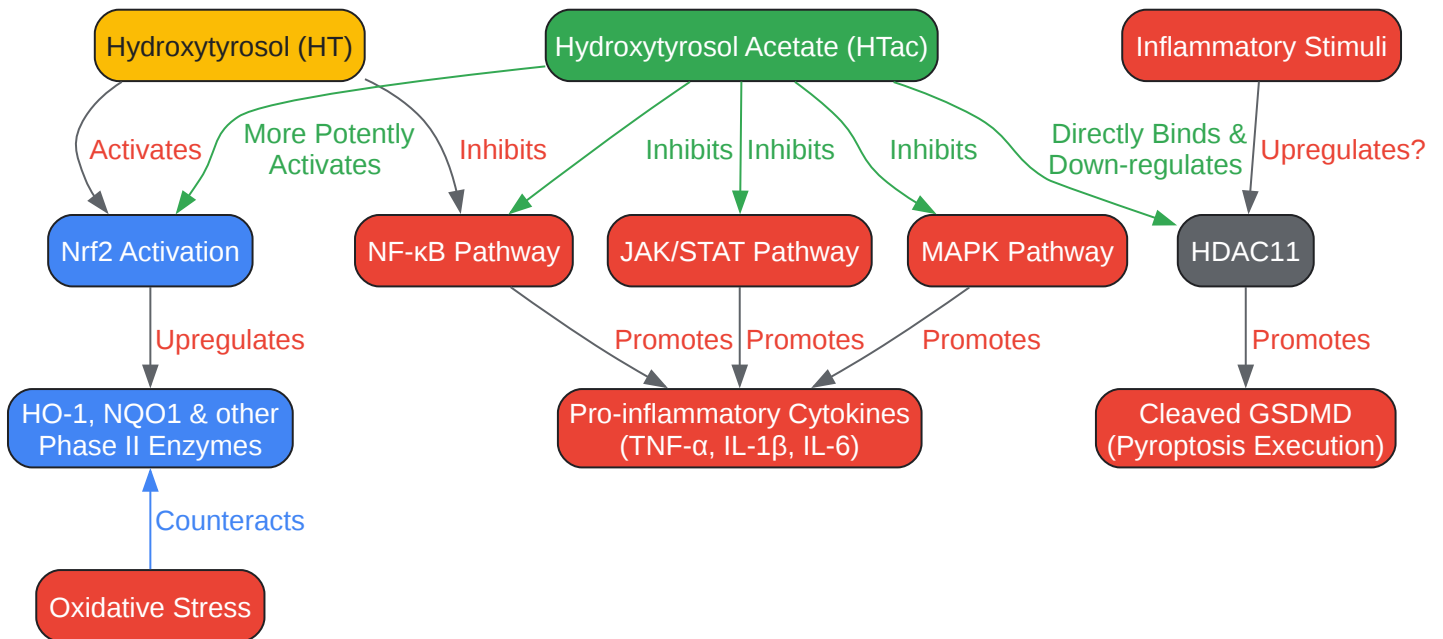 Hydroxytyrosol (HT)
Hydroxytyrosol Acetate (HTac)
Inflammatory Stimuli
Activates
More Potently
Activates
Inhibits
Inhibits
Inhibits
Inhibits
Directly Binds &
Down-regulates
Upregulates?
Nrf2 Activation
NF-κB Pathway
JAK/STAT Pathway
MAPK Pathway
HDAC11
Upregulates
Promotes
Promotes
Promotes
Promotes
HO-1, NQO1 & other
Phase II Enzymes
Pro-inflammatory Cytokines
(TNF-α, IL-1β, IL-6)
Cleaved GSDMD
(Pyroptosis Execution)
Counteracts
Oxidative Stress